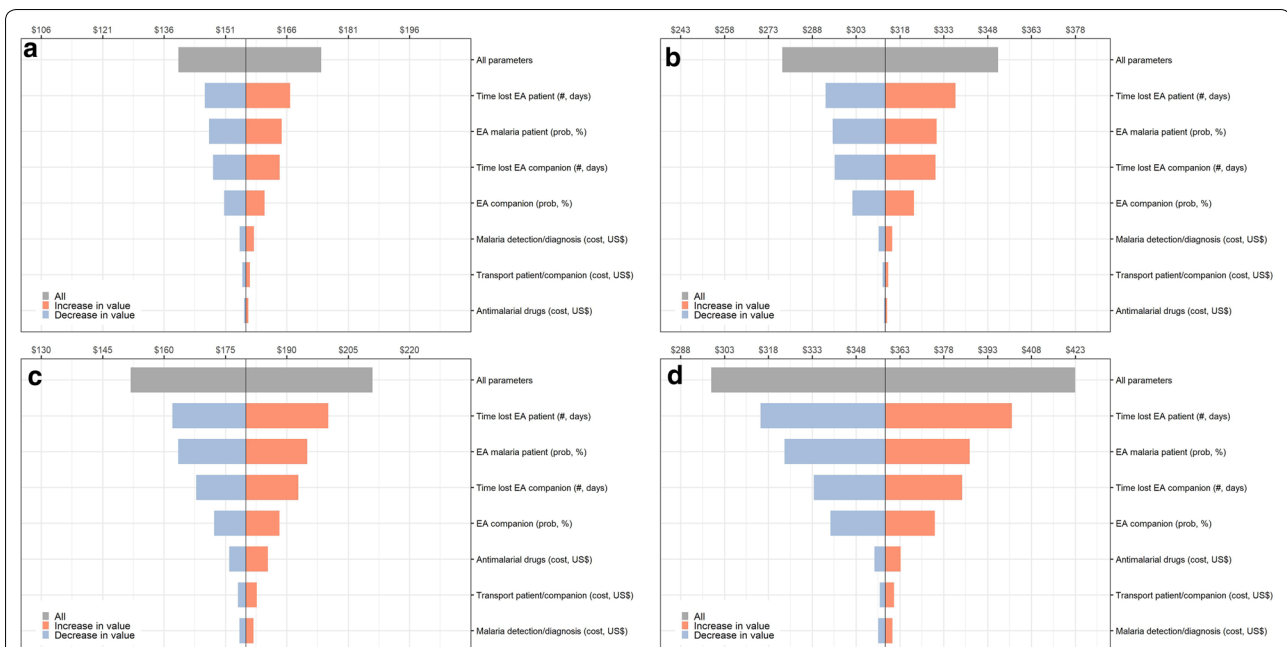 $106 $121 $136 $151 $166 $181 $196
a
All parameters
Time lost EA patient (#, days)
EA malaria patient (prob, %)
Time lost EA companion (#, days)
EA companion (prob, %)
Malaria detection/diagnosis (cost, US$)
Transport patient/companion (cost, US$)
Antimalarial drugs (cost, US$)
All
Increase in value
Decrease in value
$243 $258 $273 $288 $303 $318 $333 $348 $363 $378
b
All parameters
Time lost EA patient (#, days)
EA malaria patient (prob, %)
Time lost EA companion (#, days)
EA companion (prob, %)
Malaria detection/diagnosis (cost, US$)
Transport patient/companion (cost, US$)
Antimalarial drugs (cost, US$)
All
Increase in value
Decrease in value
$130 $145 $160 $175 $190 $205 $220
c
All parameters
Time lost EA patient (#, days)
EA malaria patient (prob, %)
Time lost EA companion (#, days)
EA companion (prob, %)
Antimalarial drugs (cost, US$)
Transport patient/companion (cost, US$)
Malaria detection/diagnosis (cost, US$)
All
Increase in value
Decrease in value
$288 $303 $318 $333 $348 $363 $378 $393 $408 $423
d
All parameters
Time lost EA patient (#, days)
EA malaria patient (prob, %)
Time lost EA companion (#, days)
EA companion (prob, %)
Antimalarial drugs (cost, US$)
Transport patient/companion (cost, US$)
Malaria detection/diagnosis (cost, US$)
All
Increase in value
Decrease in value